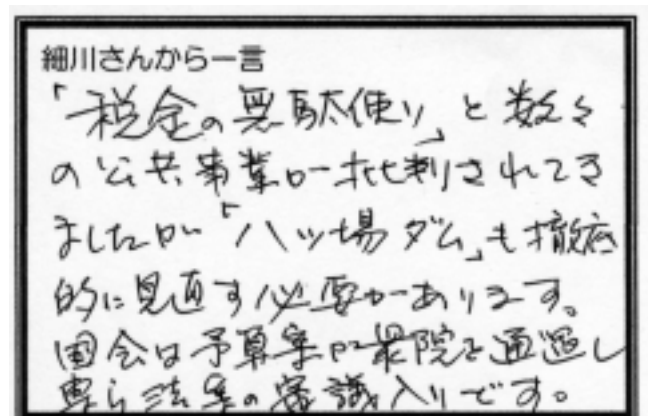 細川さんから一言
「税金の無駄使い」と数々
の公共事業が批判されてき
ましたが「八ッ場ダム」も徹底
的に見直す必要があります。
国会は予算案が衆院を通過し
専ら法案の審議入りです。